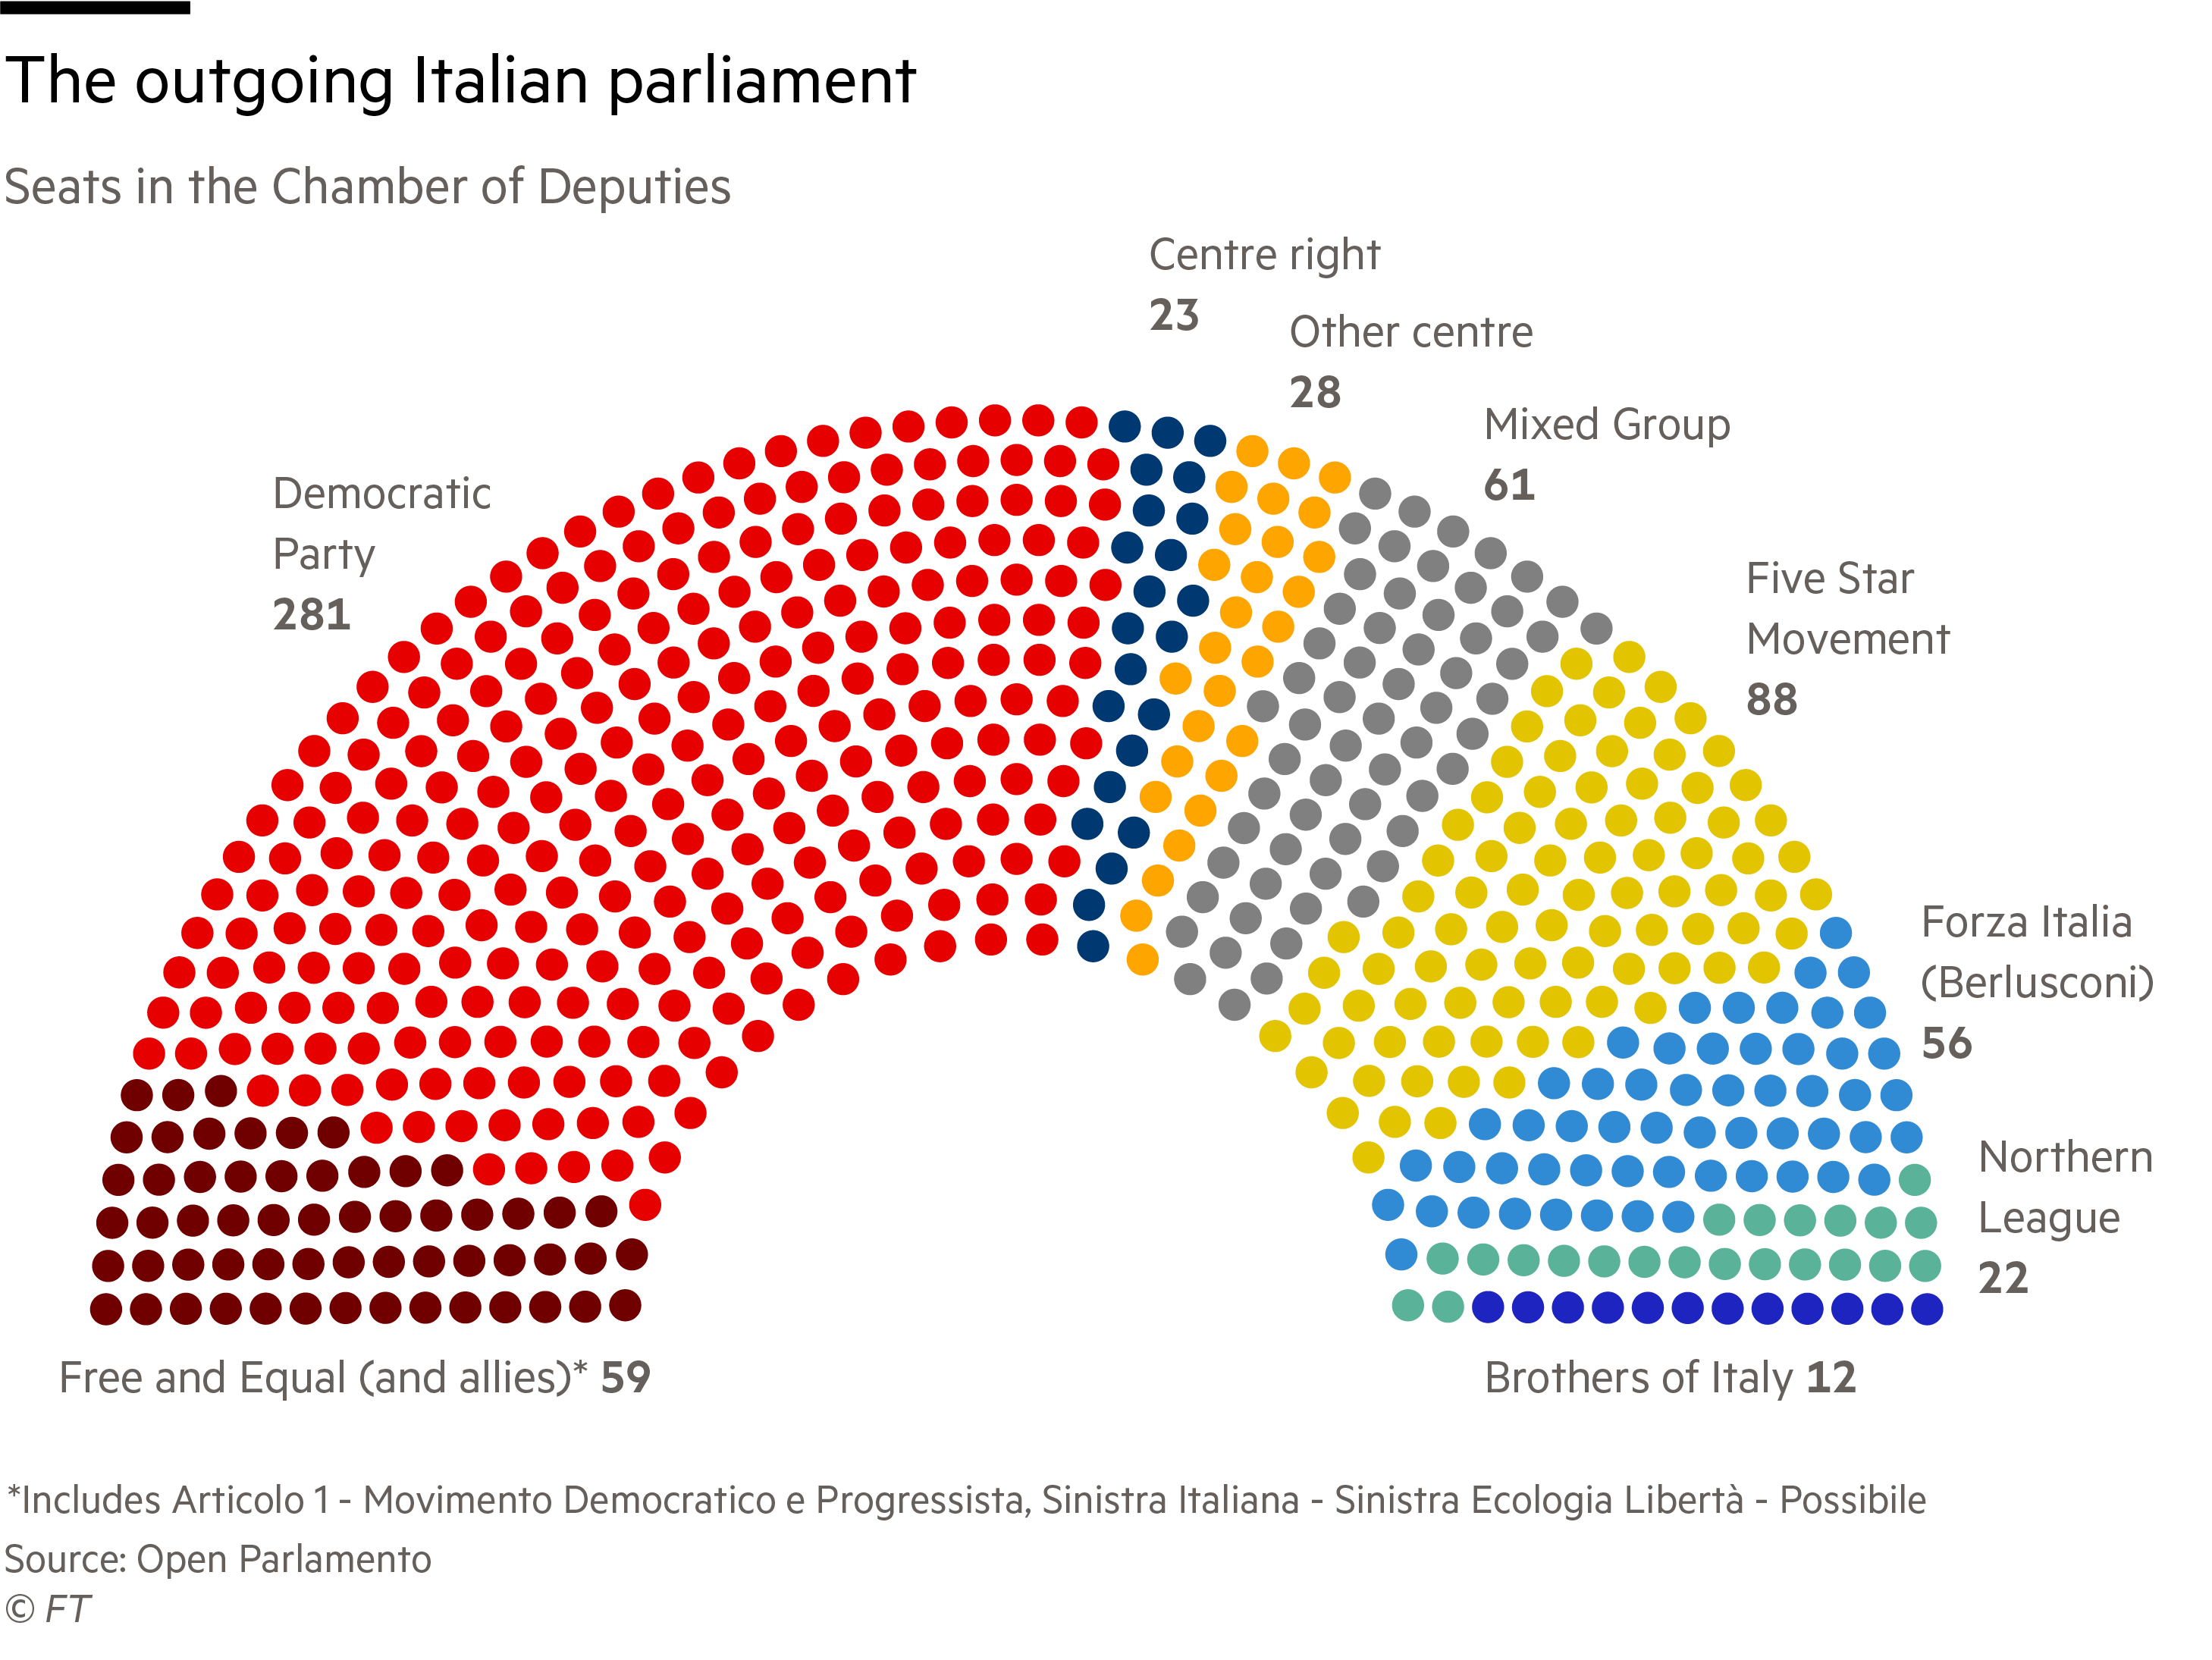 The outgoing Italian parliament
Seats in the Chamber of Deputies
Centre right
23
Other centre
28
Mixed Group
61
Democratic
Party
281
Five Star
Movement
88
Forza Italia
(Berlusconi)
56
Northern
League
22
Free and Equal (and allies)* 59
Brothers of Italy 12
*Includes Articolo 1 - Movimento Democratico e Progressista, Sinistra Italiana - Sinistra Ecologia Libertà - Possibile
Source: Open Parlamento
© FT